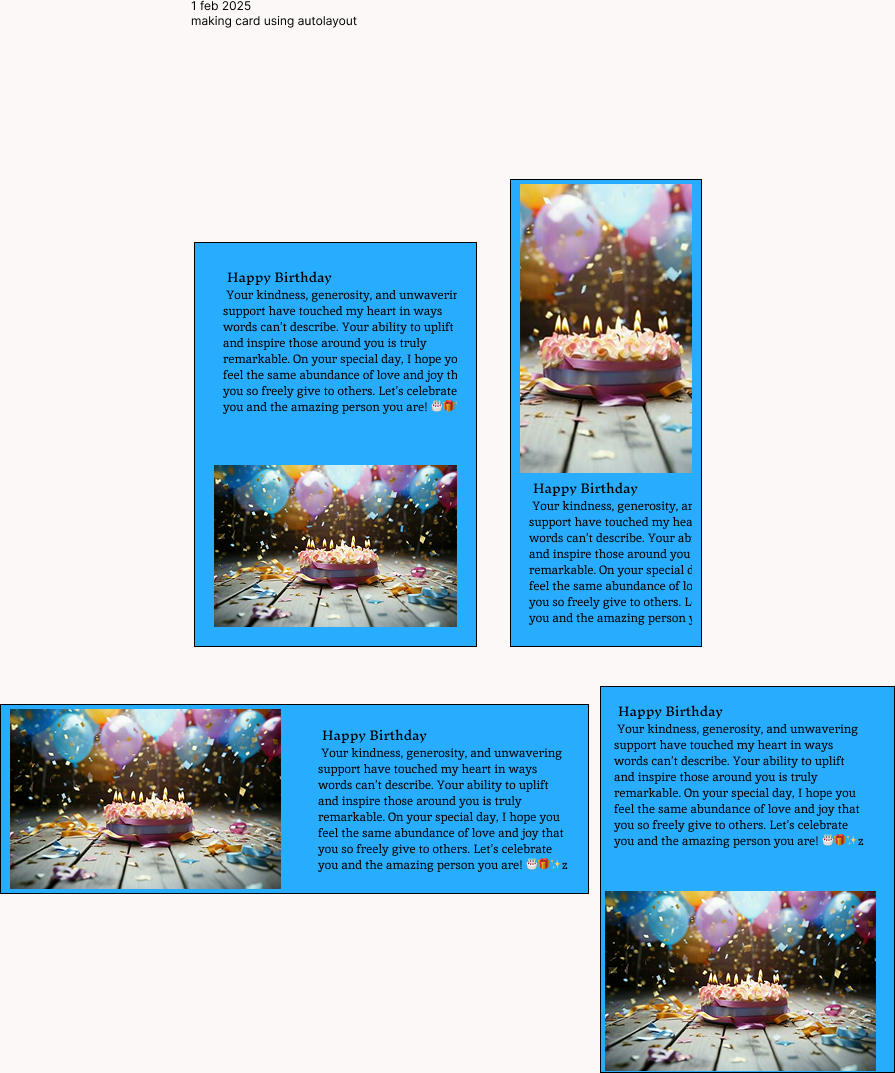 1 feb 2025
making card using autolayout
Happy Birthday
Your kindness, generosity, and unwaverin
support have touched my heart in ways
words can't describe. Your ability to uplift
and inspire those around you is truly
remarkable. On your special day, I hope yo
feel the same abundance of love and joy th
you so freely give to others. Let's celebrate
you and the amazing person you are! 🎂🎁
Happy Birthday
Your kindness, generosity, an
support have touched my hea
words can't describe. Your ab
and inspire those around you
remarkable. On your special d
feel the same abundance of lo
you so freely give to others. L
you and the amazing person y
Happy Birthday
Your kindness, generosity, and unwavering
support have touched my heart in ways
words can't describe. Your ability to uplift
and inspire those around you is truly
remarkable. On your special day, I hope you
feel the same abundance of love and joy that
you so freely give to others. Let's celebrate
you and the amazing person you are! 🎂🎁✨z
Happy Birthday
Your kindness, generosity, and unwavering
support have touched my heart in ways
words can't describe. Your ability to uplift
and inspire those around you is truly
remarkable. On your special day, I hope you
feel the same abundance of love and joy that
you so freely give to others. Let's celebrate
you and the amazing person you are! 🎂🎁✨z